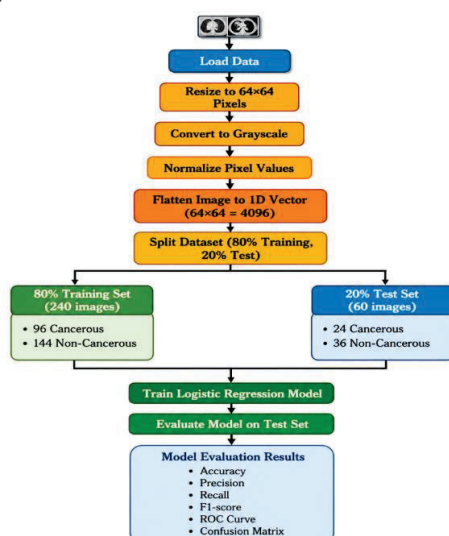 Load Data
Resize to 64×64
Pixels
Convert to Grayscale
Normalize Pixel Values
Flatten Image to 1D Vector
(64×64 = 4096)
Split Dataset (80% Training,
20% Test)
80% Training Set
(240 images)
• 96 Cancerous
• 144 Non-Cancerous
20% Test Set
(60 images)
• 24 Cancerous
• 36 Non-Cancerous
Train Logistic Regression Model
Evaluate Model on Test Set
Model Evaluation Results
• Accuracy
• Precision
• Recall
• F1-score
• ROC Curve
• Confusion Matrix